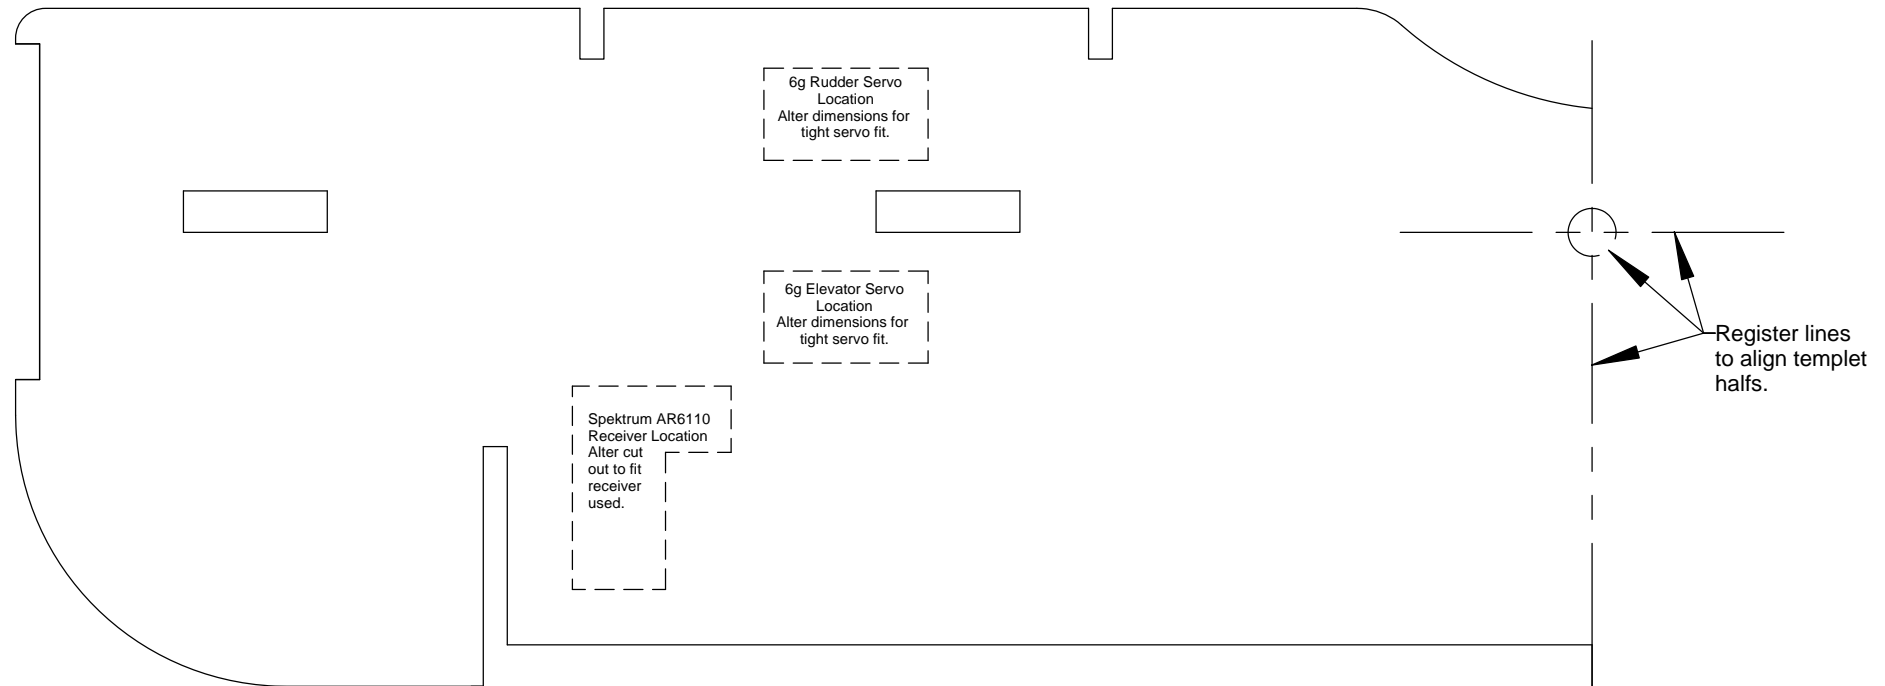 6g Rudder Servo
Location
Alter dimensions for
tight servo fit.
6g Elevator Servo
Location
Alter dimensions for
tight servo fit.
Register lines
to align templet
halfs.
Spektrum AR6110
Receiver Location
Alter cut
out to fit
receiver
used.